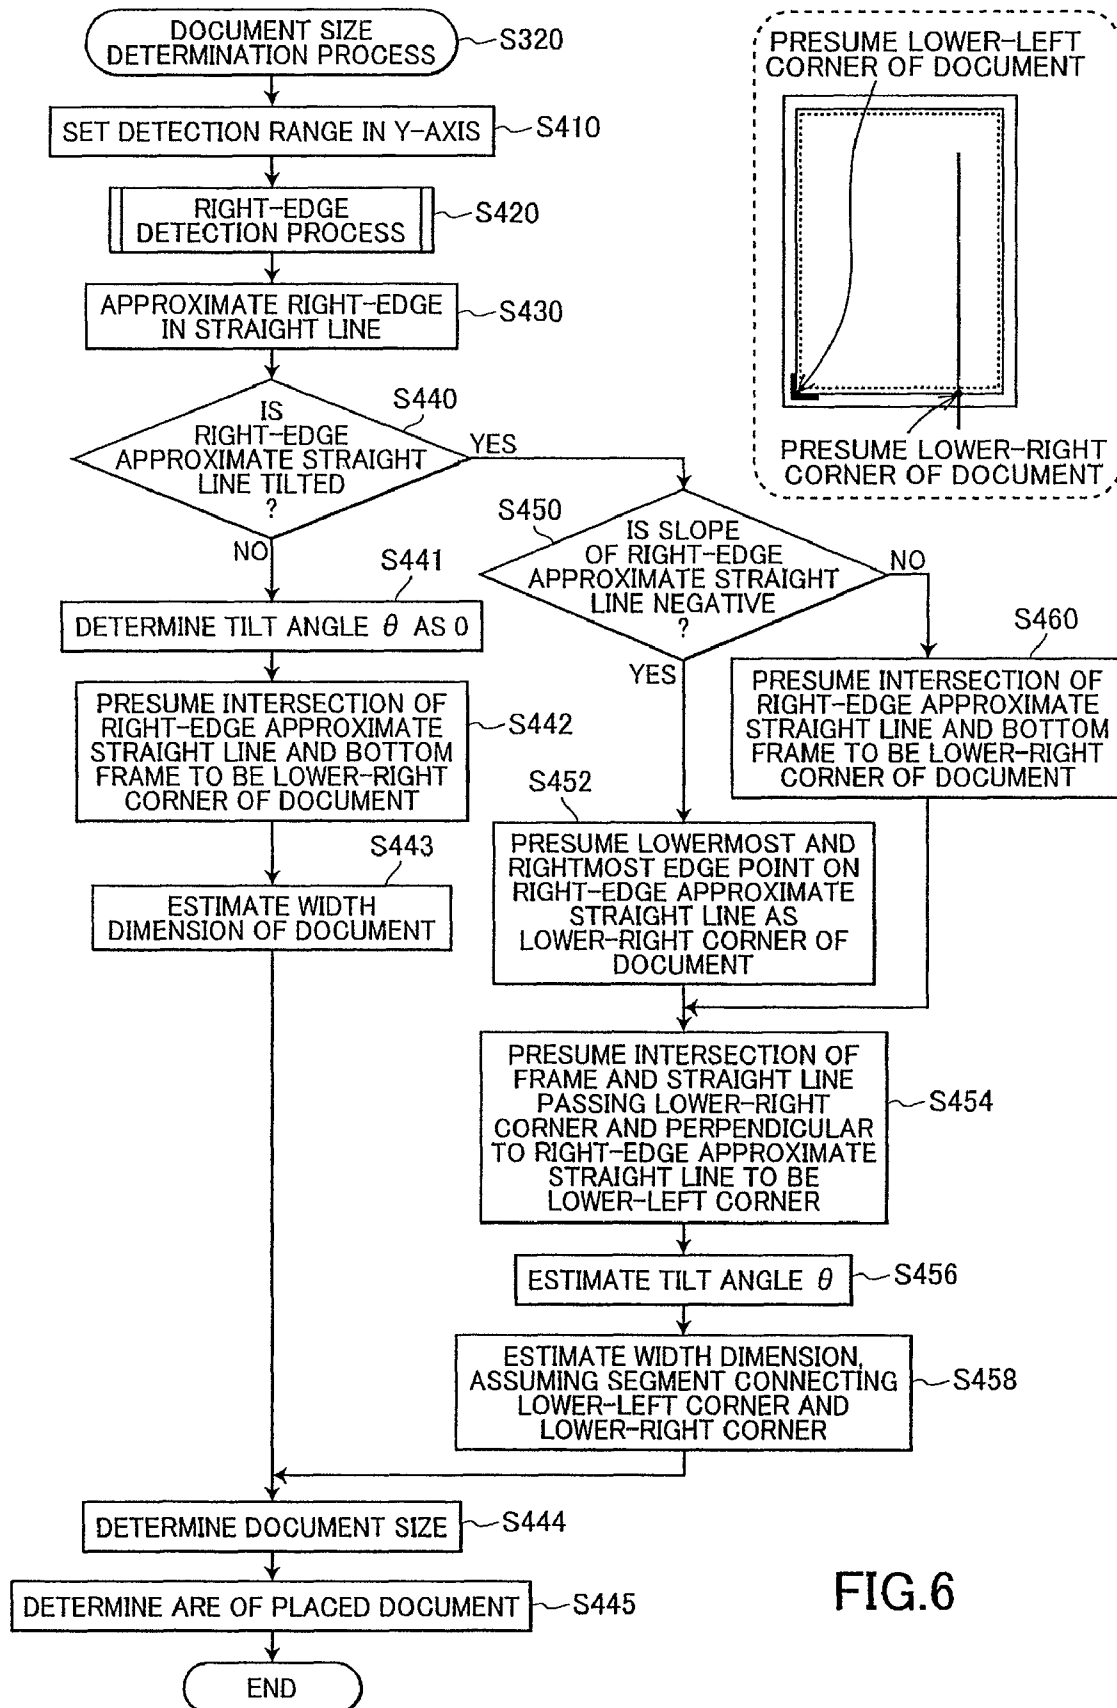 DOCUMENT SIZE
DETERMINATION PROCESS
S320
SET DETECTION RANGE IN Y-AXIS
S410
RIGHT-EDGE
DETECTION PROCESS
S420
APPROXIMATE RIGHT-EDGE
IN STRAIGHT LINE
S430
IS
RIGHT-EDGE
APPROXIMATE STRAIGHT
LINE TILTED
?
S440
YES
NO
S441
DETERMINE TILT ANGLE θ AS 0
PRESUME INTERSECTION OF
RIGHT-EDGE APPROXIMATE
STRAIGHT LINE AND BOTTOM
FRAME TO BE LOWER-RIGHT
CORNER OF DOCUMENT
S442
S443
ESTIMATE WIDTH
DIMENSION OF DOCUMENT
PRESUME LOWER-LEFT
CORNER OF DOCUMENT
PRESUME LOWER-RIGHT
CORNER OF DOCUMENT
S450
IS SLOPE
OF RIGHT-EDGE
APPROXIMATE STRAIGHT
LINE NEGATIVE
?
NO
YES
S460
PRESUME INTERSECTION OF
RIGHT-EDGE APPROXIMATE
STRAIGHT LINE AND BOTTOM
FRAME TO BE LOWER-RIGHT
CORNER OF DOCUMENT
S452
PRESUME LOWERMOST AND
RIGHTMOST EDGE POINT ON
RIGHT-EDGE APPROXIMATE
STRAIGHT LINE AS
LOWER-RIGHT CORNER OF
DOCUMENT
PRESUME INTERSECTION OF
FRAME AND STRAIGHT LINE
PASSING LOWER-RIGHT
CORNER AND PERPENDICULAR
TO RIGHT-EDGE APPROXIMATE
STRAIGHT LINE TO BE
LOWER-LEFT CORNER
S454
ESTIMATE TILT ANGLE θ
S456
ESTIMATE WIDTH DIMENSION,
ASSUMING SEGMENT CONNECTING
LOWER-LEFT CORNER AND
LOWER-RIGHT CORNER
S458
DETERMINE DOCUMENT SIZE
S444
DETERMINE ARE OF PLACED DOCUMENT
S445
END
FIG.6